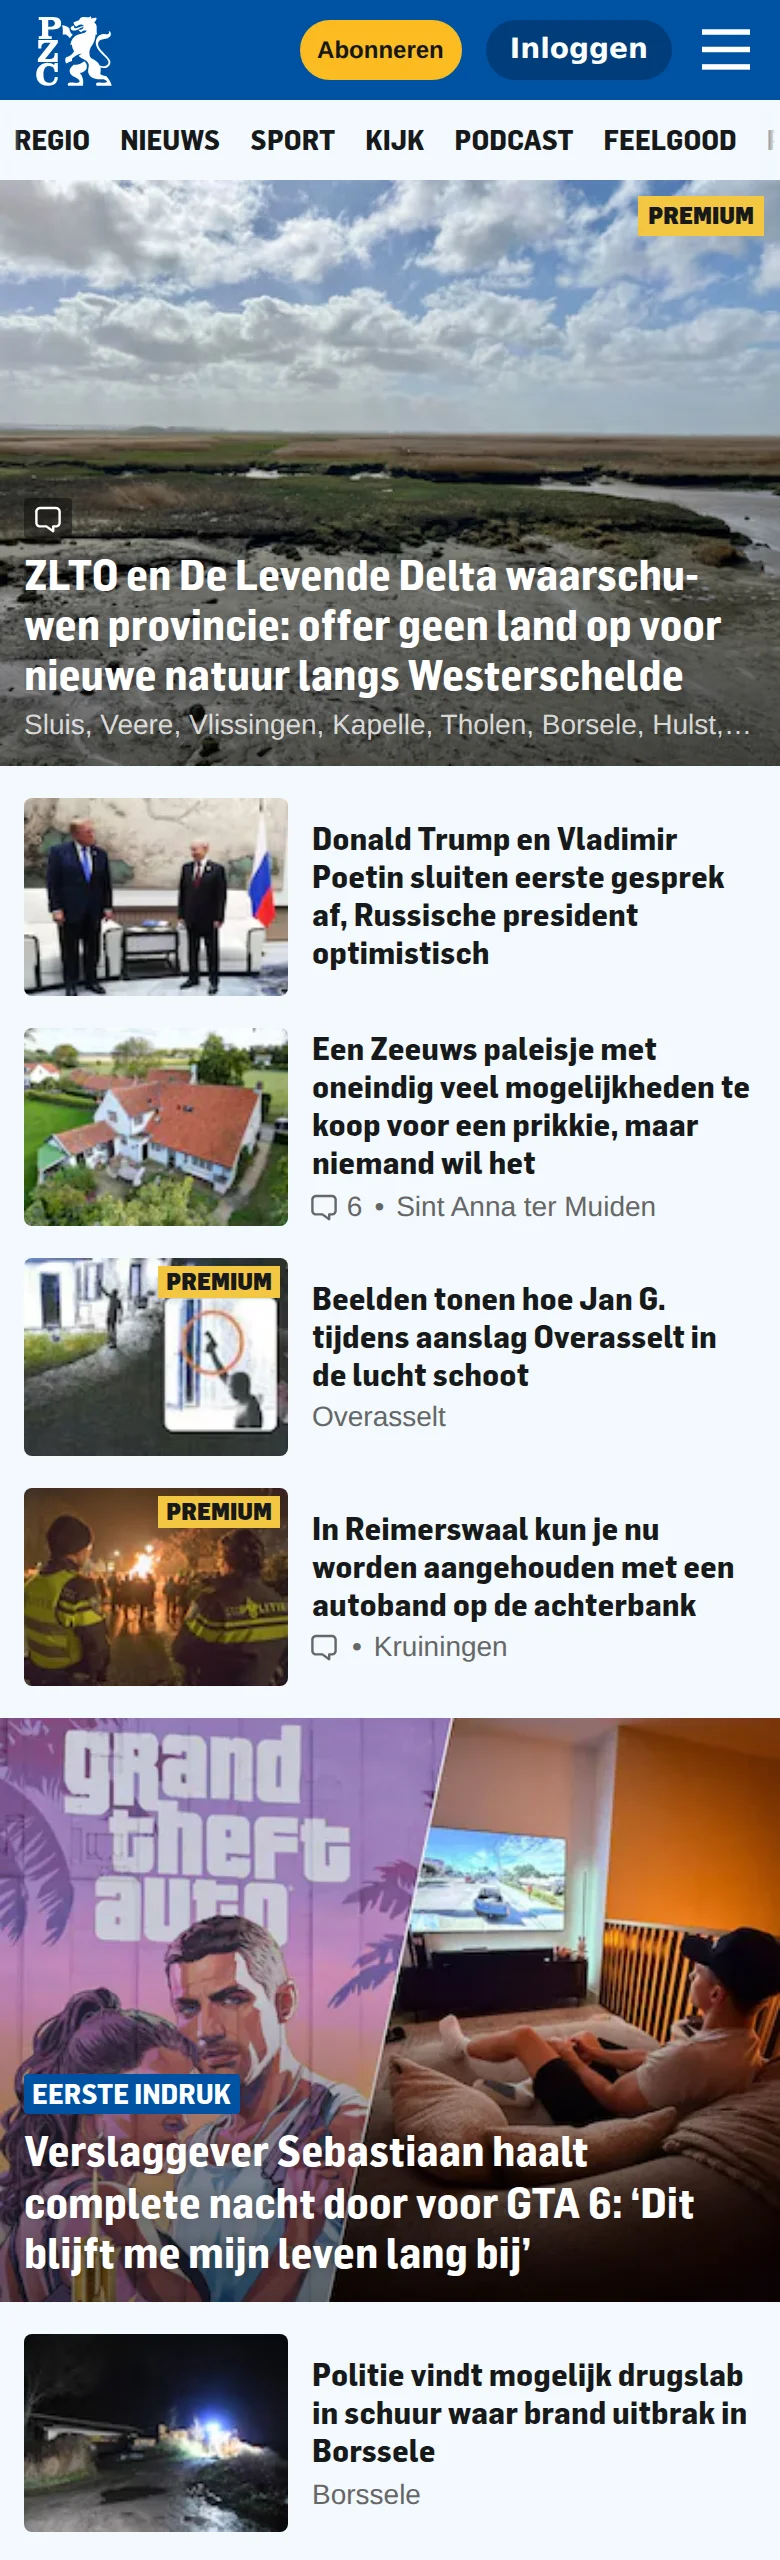 PZC
Abonneren
Inloggen
REGIO NIEUWS SPORT KIJK PODCAST FEELGOOD
PREMIUM
ZLTO en De Levende Delta waarschu-
wen provincie: offer geen land op voor
nieuwe natuur langs Westerschelde
Sluis, Veere, Vlissingen, Kapelle, Tholen, Borsele, Hulst,…
Donald Trump en Vladimir
Poetin sluiten eerste gesprek
af, Russische president
optimistisch
Een Zeeuws paleisje met
oneindig veel mogelijkheden te
koop voor een prikkie, maar
niemand wil het
6 • Sint Anna ter Muiden
PREMIUM
Beelden tonen hoe Jan G.
tijdens aanslag Overasselt in
de lucht schoot
Overasselt
PREMIUM
In Reimerswaal kun je nu
worden aangehouden met een
autoband op de achterbank
• Kruiningen
grand
theft
auto
EERSTE INDRUK
Verslaggever Sebastiaan haalt
complete nacht door voor GTA 6: ‘Dit
blijft me mijn leven lang bij’
Politie vindt mogelijk drugslab
in schuur waar brand uitbrak in
Borssele
Borssele